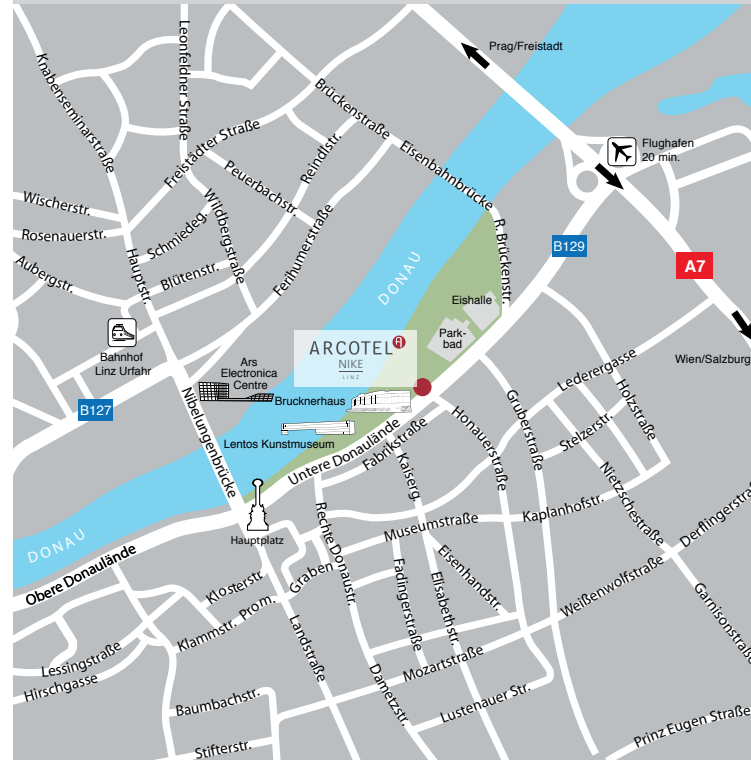 Prag/Freistadt
Knabenseminarstraße
Leonfeldner Straße
Brückenstraße
Eisenbahnbrücke
Flughafen
20 min.
Freistädter Straße
Reindlstr.
Peuerbachstr.
Wischerstr.
Rosenauerstr.
Schmiedeg.
Wildbergstraße
Ferihumerstraße
R. Brückenstr.
B129
A7
Aubergstr.
Hauptstr.
Blütenstr.
DONAU
Eishalle
Park-
bad
Bahnhof
Linz Urfahr
ARCOTEL
NIKE
LINZ
Ars
Electronica
Centre
Wien/Salzburg
B127
Nibelungenbrücke
Brucknerhaus
Lentos Kunstmuseum
Untere Donaulände
Fabrikstraße
Kaiserg.
Honauerstraße
Gruberstraße
Lederergasse
Holzstraße
Stelzerstr.
Nietzschestraße
DONAU
Obere Donaulände
Hauptplatz
Rechte Donaustr.
Museumstraße
Kaplanhofstr.
Derfflingerstr.
Klosterstr.
Graben
Eisenhandstr.
Fadingerstraße
Elisabethstr.
Weißenwolfstraße
Garnisonstraße
Klammstr.
Prom.
Landstraße
Lessingstraße
Hirschgasse
Mozartstraße
Dametzstr.
Lustenauer Str.
Baumbachstr.
Stifterstr.
Prinz Eugen Straße